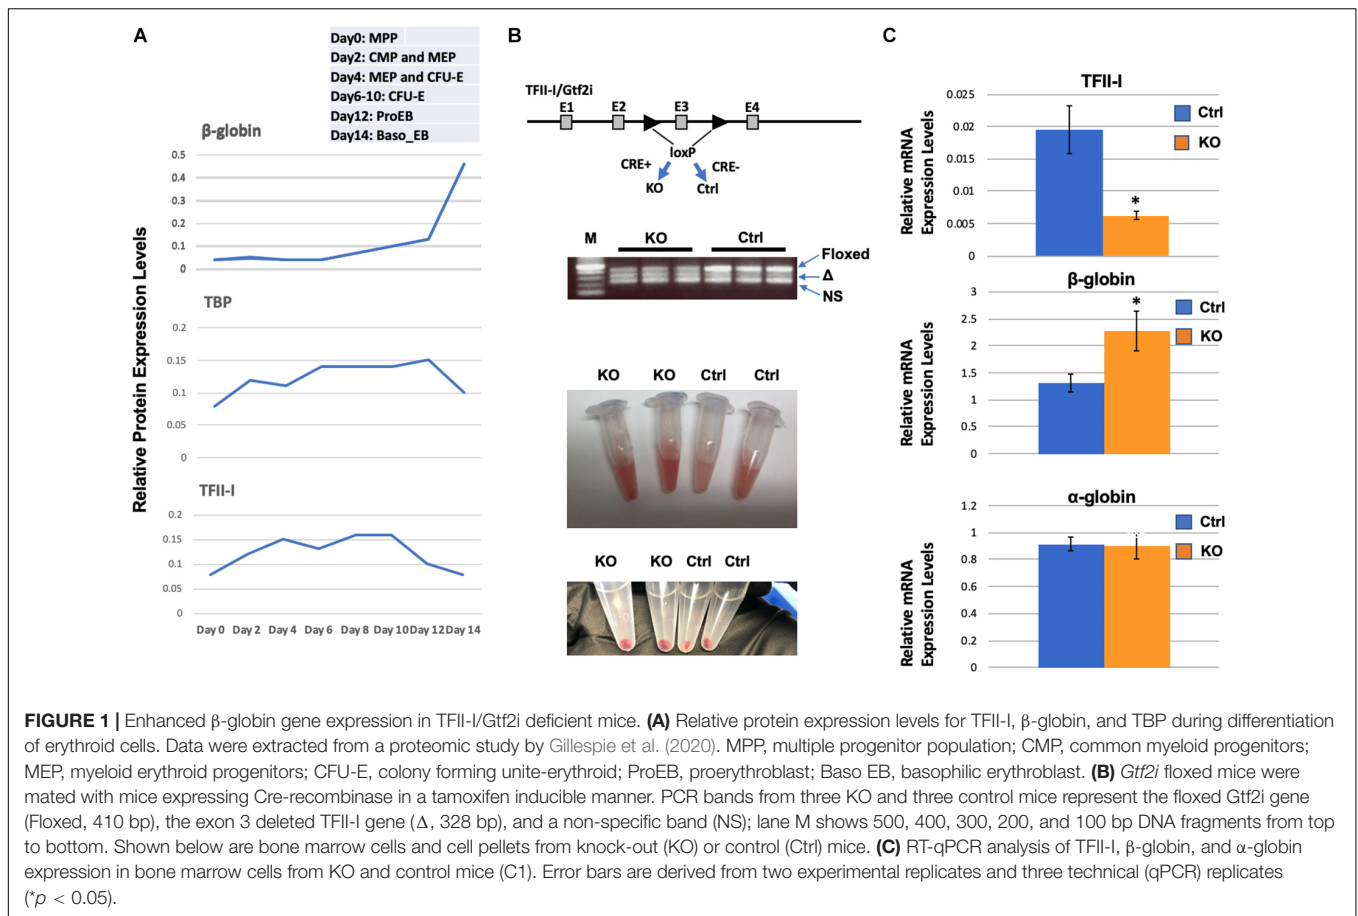 A
Day0: MPP
Day2: CMP and MEP
Day4: MEP and CFU-E
Day6-10: CFU-E
Day12: ProEB
Day14: Baso_EB
Relative Protein Expression Levels
β-globin
0.5
0.4
0.3
0.2
0.1
0
TBP
0.2
0.15
0.1
0.05
0
TFII-I
0.2
0.15
0.1
0.05
0
Day 0 Day 2 Day 4 Day 6 Day 8 Day 10 Day 12 Day 14
B
TFII-I/Gtf2i
E1 E2 E3 E4
loxP
CRE+ CRE-
KO Ctrl
M KO Ctrl
Floxed
Δ
NS
KO KO Ctrl Ctrl
KO KO Ctrl Ctrl
C
TFII-I
Relative mRNA
Expression Levels
0.025
0.02
0.015
0.01
0.005
0
*
Ctrl
KO
β-globin
Relative mRNA
Expression Levels
3
2.5
2
1.5
1
0.5
0
*
Ctrl
KO
α-globin
Relative mRNA
Expression Levels
1.2
1
0.8
0.6
0.4
0.2
0
Ctrl
KO
FIGURE 1 | Enhanced β-globin gene expression in TFII-I/Gtf2i deficient mice. (A) Relative protein expression levels for TFII-I, β-globin, and TBP during differentiation
of erythroid cells. Data were extracted from a proteomic study by Gillespie et al. (2020). MPP, multiple progenitor population; CMP, common myeloid progenitors;
MEP, myeloid erythroid progenitors; CFU-E, colony forming unite-erythroid; ProEB, proerythroblast; Baso EB, basophilic erythroblast. (B) Gtf2i floxed mice were
mated with mice expressing Cre-recombinase in a tamoxifen inducible manner. PCR bands from three KO and three control mice represent the floxed Gtf2i gene
(Floxed, 410 bp), the exon 3 deleted TFII-I gene (Δ, 328 bp), and a non-specific band (NS); lane M shows 500, 400, 300, 200, and 100 bp DNA fragments from top
to bottom. Shown below are bone marrow cells and cell pellets from knock-out (KO) or control (Ctrl) mice. (C) RT-qPCR analysis of TFII-I, β-globin, and α-globin
expression in bone marrow cells from KO and control mice (C1). Error bars are derived from two experimental replicates and three technical (qPCR) replicates
(*p < 0.05).